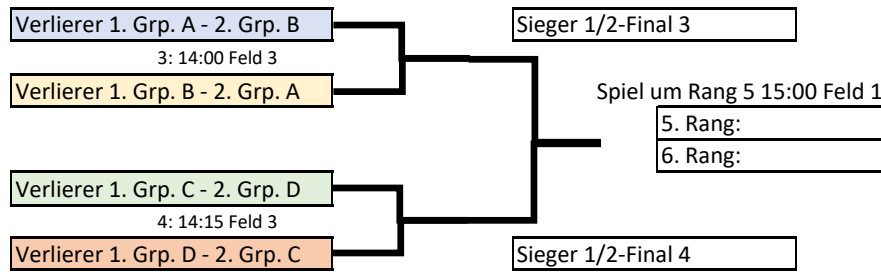 Verlierer 1. Grp. A - 2. Grp. B
Sieger 1/2-Final 3
3: 14:00 Feld 3
Verlierer 1. Grp. B - 2. Grp. A
Spiel um Rang 5 15:00 Feld 1
5. Rang:
6. Rang:
Verlierer 1. Grp. C - 2. Grp. D
4: 14:15 Feld 3
Verlierer 1. Grp. D - 2. Grp. C
Sieger 1/2-Final 4